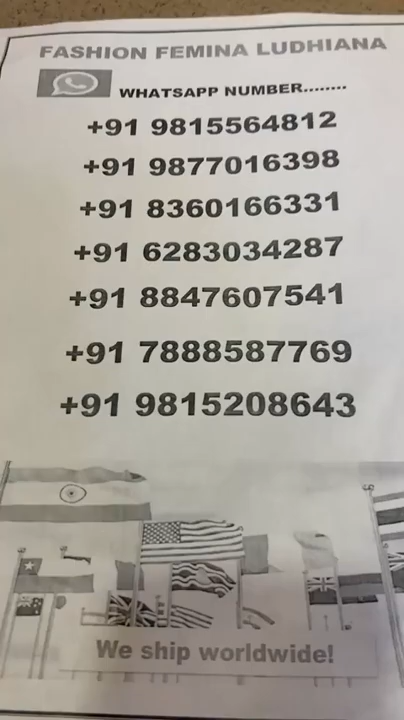 FASHION FEMINA LUDHIANA
WHATSAPP NUMBER........
+91 9815564812
+91 9877016398
+91 8360166331
+91 6283034287
+91 8847607541
+91 7888587769
+91 9815208643
We ship worldwide!